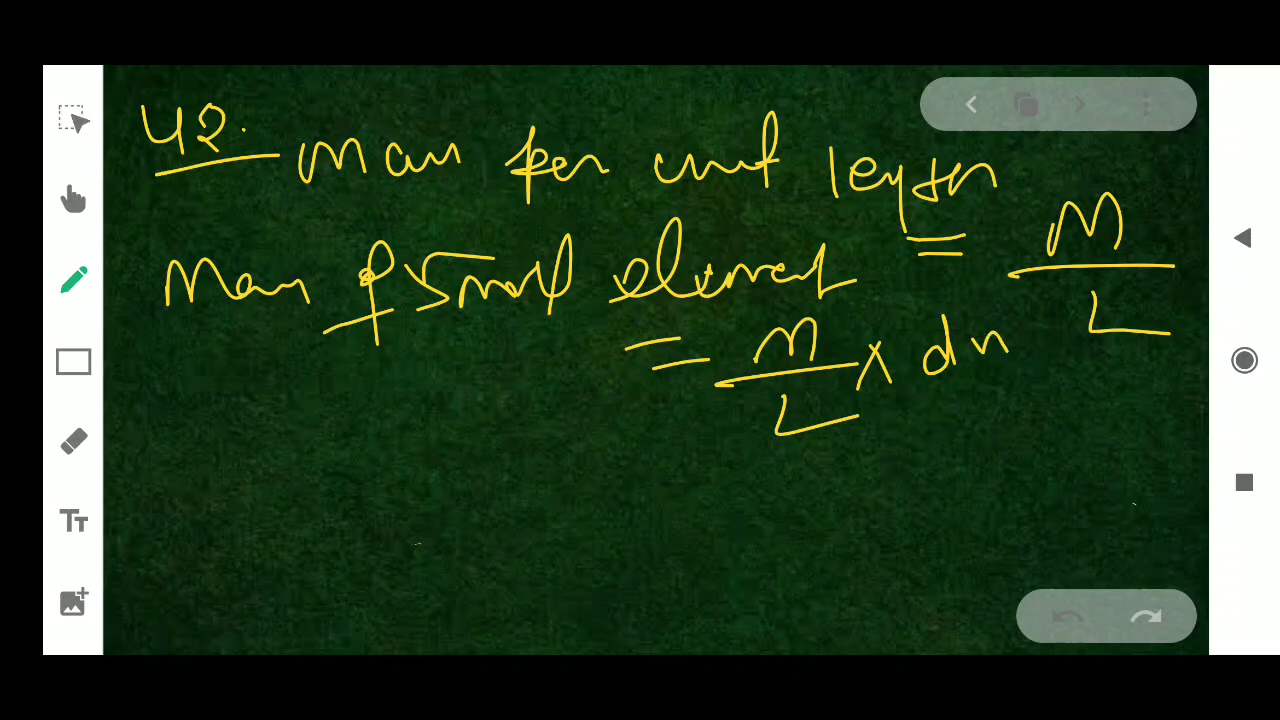 42. Mass per unit length
= M/L
Mass of small element
= M/L x dx